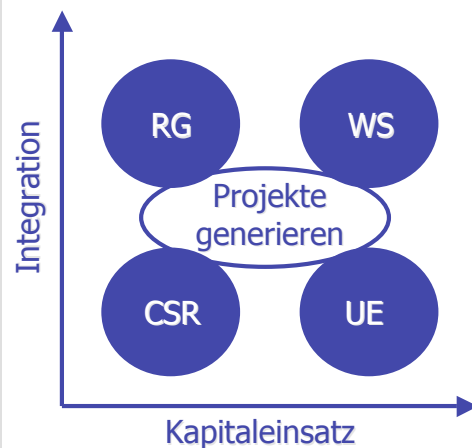 RG
WS
Projekte
generieren
CSR
UE
Integration
Kapitaleinsatz